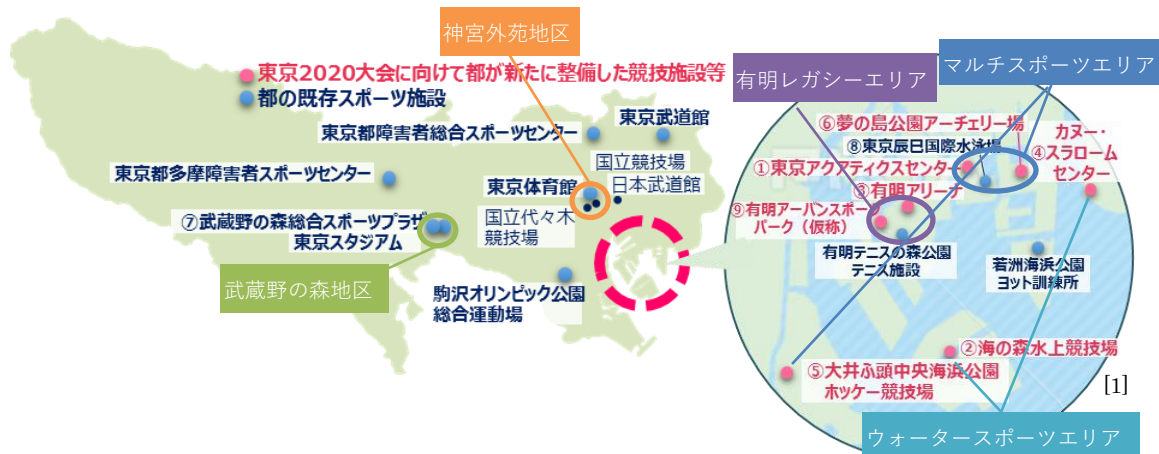 神宮外苑地区
東京2020大会に向けて都が新たに整備した競技施設等
都の既存スポーツ施設
東京都障害者総合スポーツセンター
東京武道館
国立競技場
日本武道館
東京都多摩障害者スポーツセンター
東京体育館
国立代々木
競技場
⑦武蔵野の森総合スポーツプラザ
東京スタジアム
武蔵野の森地区
駒沢オリンピック公園
総合運動場
マルチスポーツエリア
有明レガシーエリア
⑥夢の島公園アーチェリー場
⑧東京辰巳国際水泳場
カヌー・
④スラローム
センター
①東京アクアティクスセンター
③有明アリーナ
⑨有明アーバンスポーツ
パーク（仮称）
有明テニスの森公園
テニス施設
若洲海浜公園
ヨット訓練所
②海の森水上競技場
⑤大井ふ頭中央海浜公園
ホッケー競技場
[1]
ウォータースポーツエリア